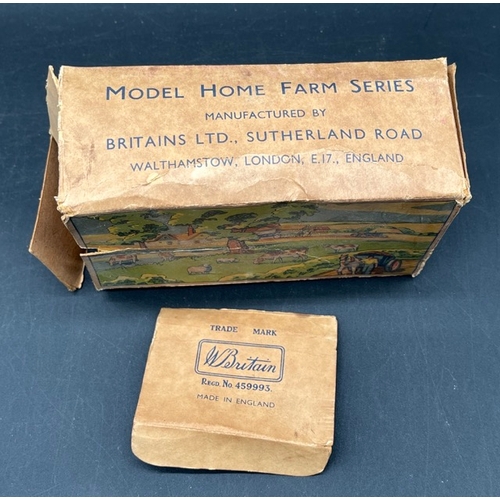 MODEL HOME FARM SERIES
MANUFACTURED BY
BRITAINS LTD., SUTHERLAND ROAD
WALTHAMSTOW, LONDON, E.17., ENGLAND
TRADE MARK
W Britain
REGD. No. 459993.
MADE IN ENGLAND